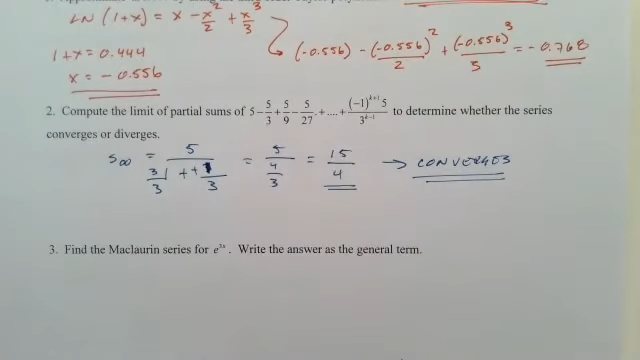 LN (1+x) = x - x²/2 + x³/3
1+x = 0.444
x = -0.556
(-0.556) - (-0.556)²/2 + (-0.556)³/3 = -0.768
2. Compute the limit of partial sums of 5 - 5/3 + 5/9 - 5/27 . + .... + (-1)^(k+1) 5/3^(k-1) to determine whether the series
converges or diverges.
S∞ = 5/(3/3 + 1/3) = 5/(4/3) = 15/4 → CONVERGES
3. Find the Maclaurin series for e^(3x). Write the answer as the general term.